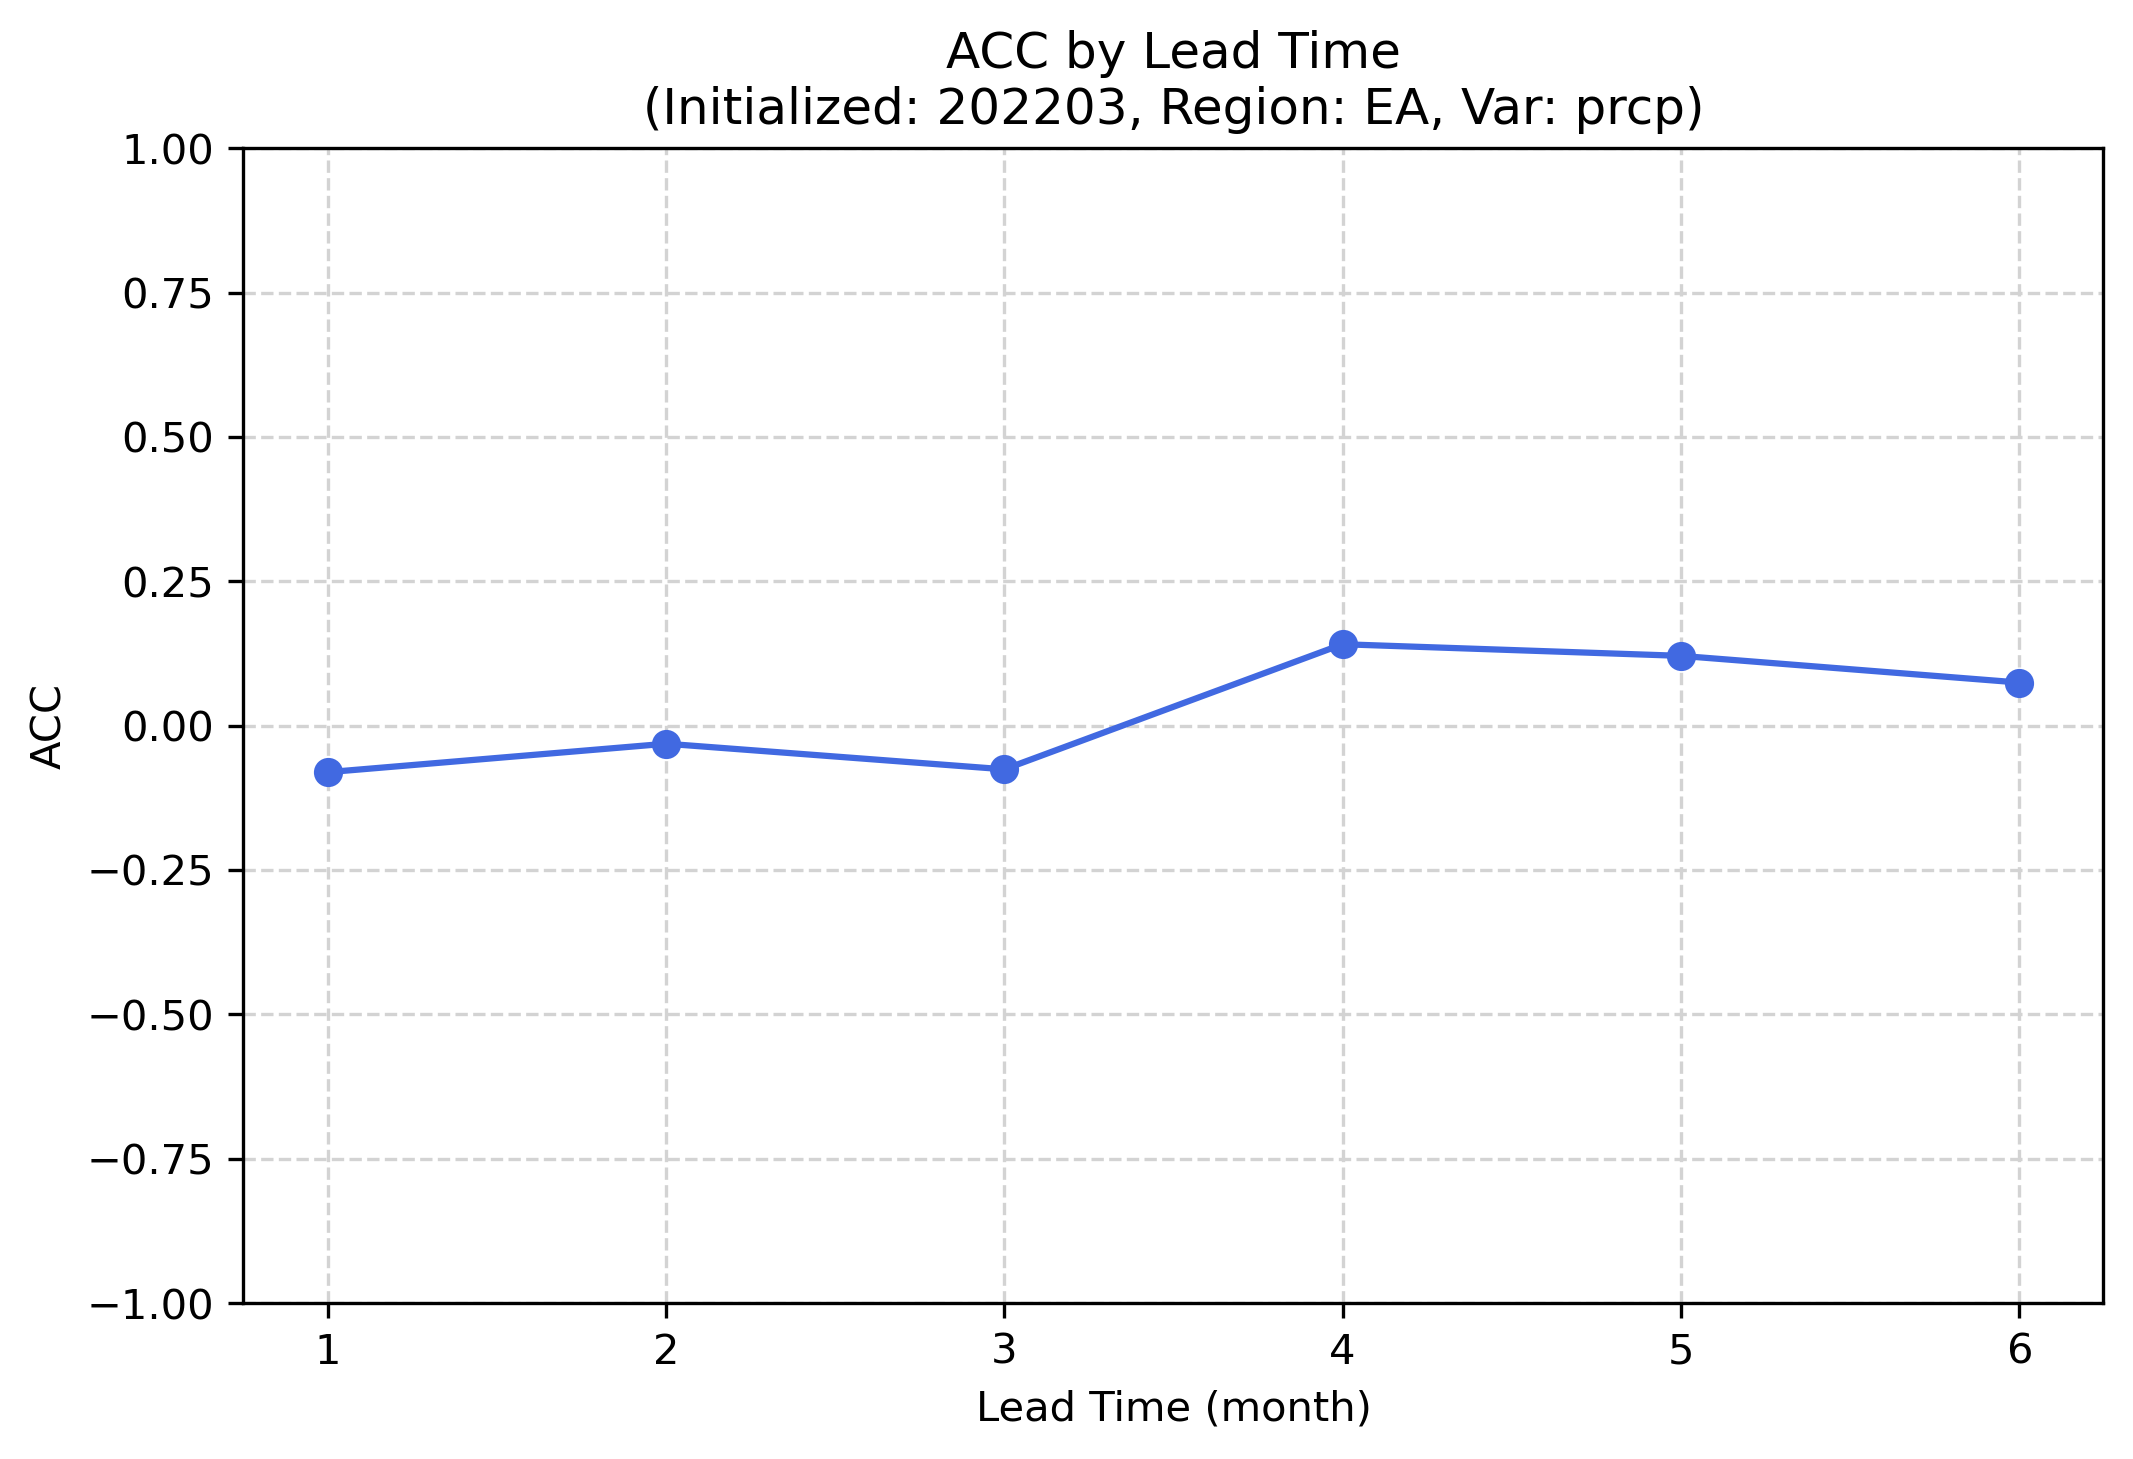 ACC by Lead Time
(Initialized: 202203, Region: EA, Var: prcp)
1.00
0.75
0.50
0.25
0.00
−0.25
−0.50
−0.75
−1.00
ACC
1 2 3 4 5 6
Lead Time (month)